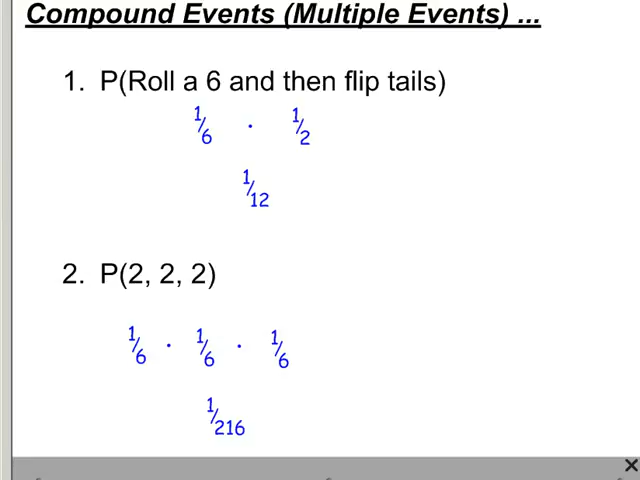 Compound Events (Multiple Events) ...
1. P(Roll a 6 and then flip tails)
1/6 · 1/2
1/12
2. P(2, 2, 2)
1/6 · 1/6 · 1/6
1/216